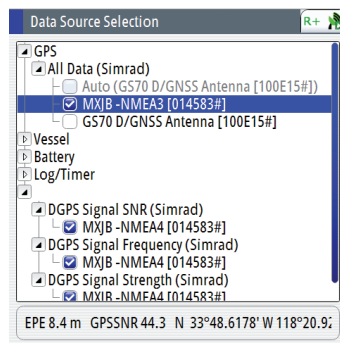 Data Source Selection
R+
GPS
All Data (Simrad)
Auto (GS70 D/GNSS Antenna [100E15#])
MXJB -NMEA3 [014583#]
GS70 D/GNSS Antenna [100E15#]
Vessel
Battery
Log/Timer
DGPS Signal SNR (Simrad)
MXJB -NMEA4 [014583#]
DGPS Signal Frequency (Simrad)
MXJB -NMEA4 [014583#]
DGPS Signal Strength (Simrad)
MXJB -NMEA4 [014583#]
EPE 8.4 m GPSSNR 44.3 N 33°48.6178' W 118°20.92